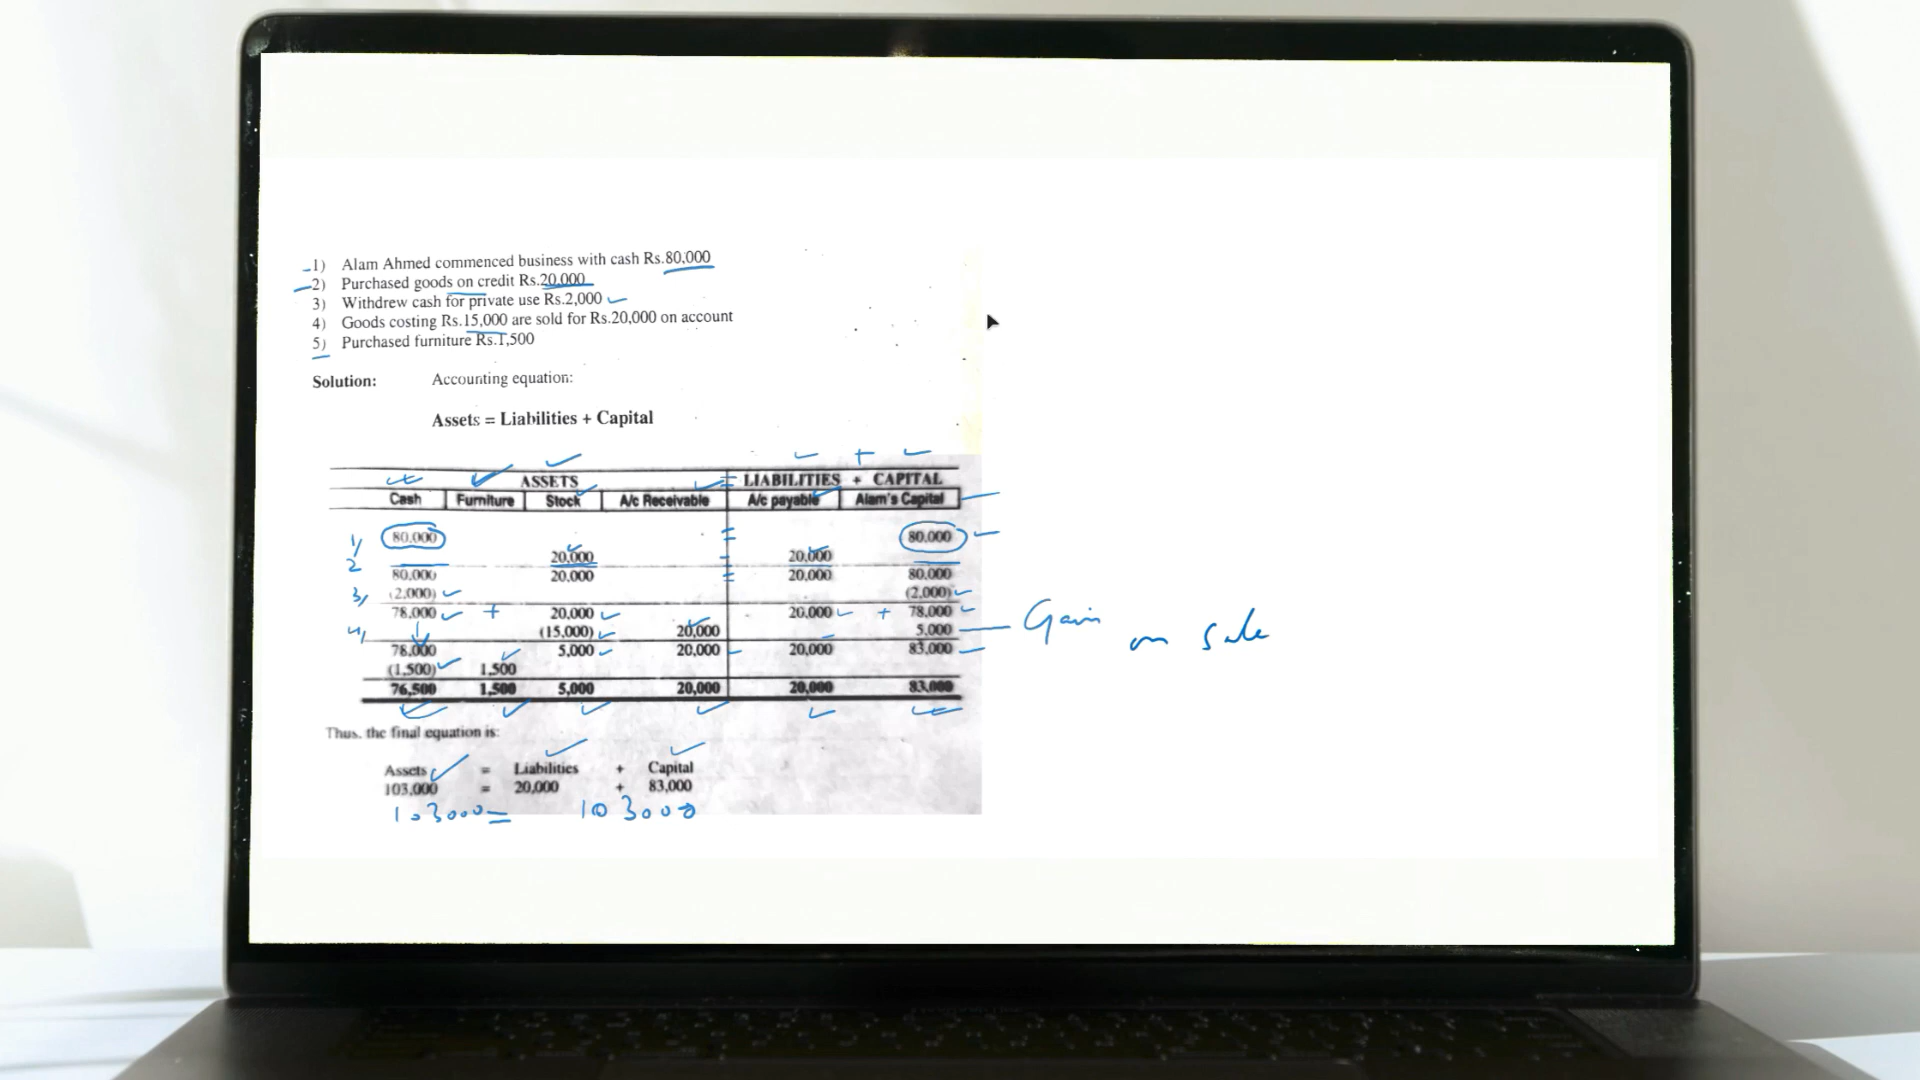 1) Alam Ahmed commenced business with cash Rs.80,000
2) Purchased goods on credit Rs.20,000
3) Withdrew cash for private use Rs.2,000
4) Goods costing Rs.15,000 are sold for Rs.20,000 on account
5) Purchased furniture Rs.1,500
Solution: Accounting equation:
Assets = Liabilities + Capital
+
ASSETS = LIABILITIES + CAPITAL
Cash Furniture Stock A/c Receivable A/c payable Alam's Capital
1/ 80,000 = 80,000
2 20,000 = 20,000
80,000 20,000 = 20,000 80,000
3/ (2,000) (2,000)
78,000 + 20,000 20,000 + 78,000
4/ (15,000) 20,000 5,000 Gain on sale
78,000 5,000 20,000 20,000 83,000
(1,500) 1,500
76,500 1,500 5,000 20,000 20,000 83,000
Thus, the final equation is:
Assets = Liabilities + Capital
103,000 = 20,000 + 83,000
103000 = 103000